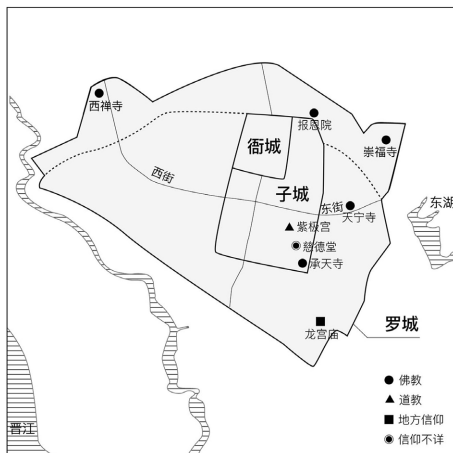 西禅寺
报恩院
崇福寺
衙城
西街
子城
东街
天宁寺
东湖
紫极宫
慈德堂
承天寺
龙宫庙
罗城
晋江
佛教
道教
地方信仰
信仰不详